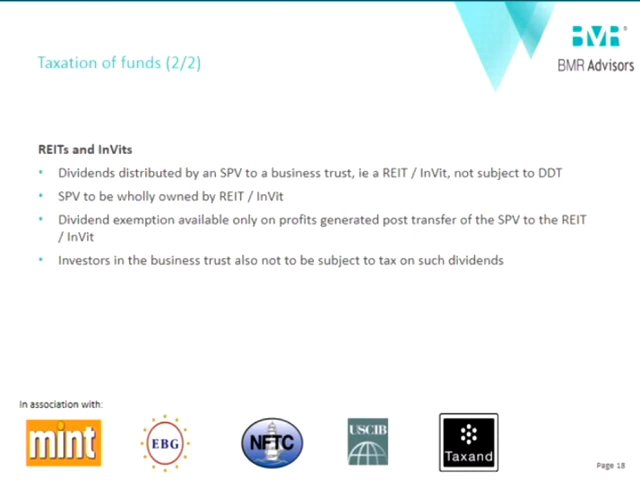 BMR®
BMR Advisors
Taxation of funds (2/2)
REITs and InVits
• Dividends distributed by an SPV to a business trust, ie a REIT / InVit, not subject to DDT
• SPV to be wholly owned by REIT / InVit
• Dividend exemption available only on profits generated post transfer of the SPV to the REIT
/ InVit
• Investors in the business trust also not to be subject to tax on such dividends
In association with:
mint
EBG
NFTC
USCIB
Taxand
Page 18